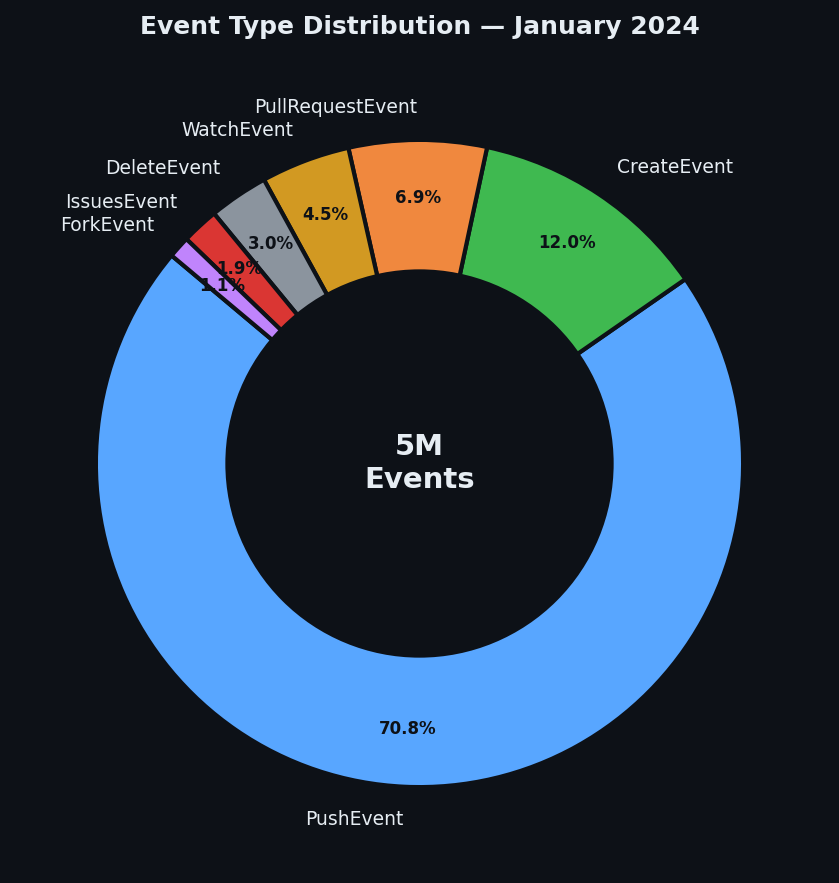 Event Type Distribution — January 2024
PullRequestEvent
WatchEvent
DeleteEvent
CreateEvent
IssuesEvent
ForkEvent
6.9%
4.5%
12.0%
3.0%
1.9%
1.1%
5M
Events
70.8%
PushEvent